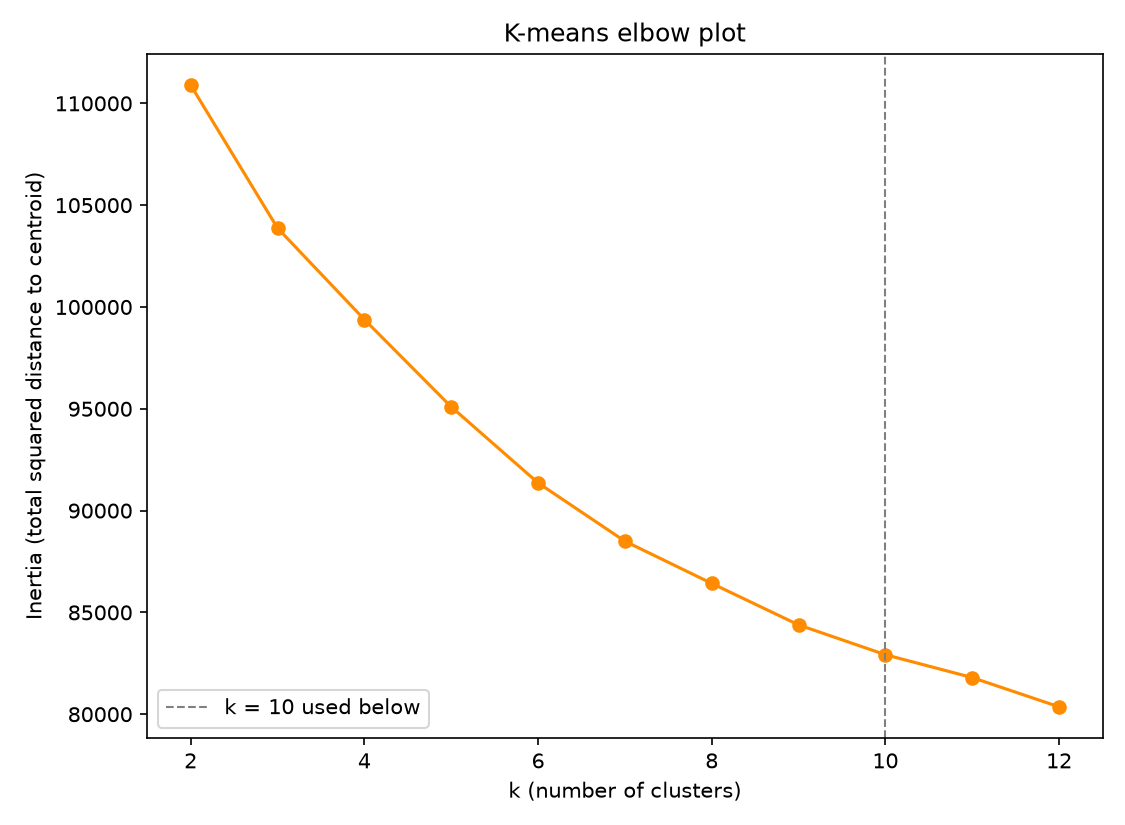 K-means elbow plot
Inertia (total squared distance to centroid)
110000
105000
100000
95000
90000
85000
80000
k = 10 used below
2 4 6 8 10 12
k (number of clusters)